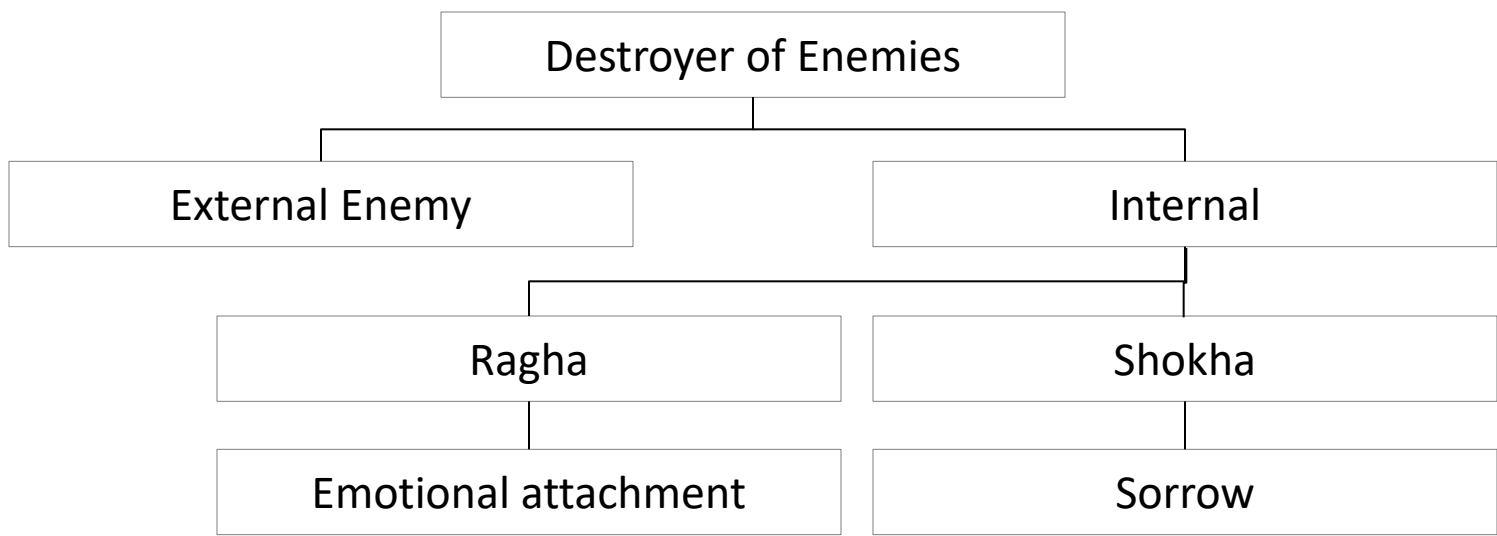 Destroyer of Enemies
External Enemy
Internal
Ragha
Shokha
Emotional attachment
Sorrow